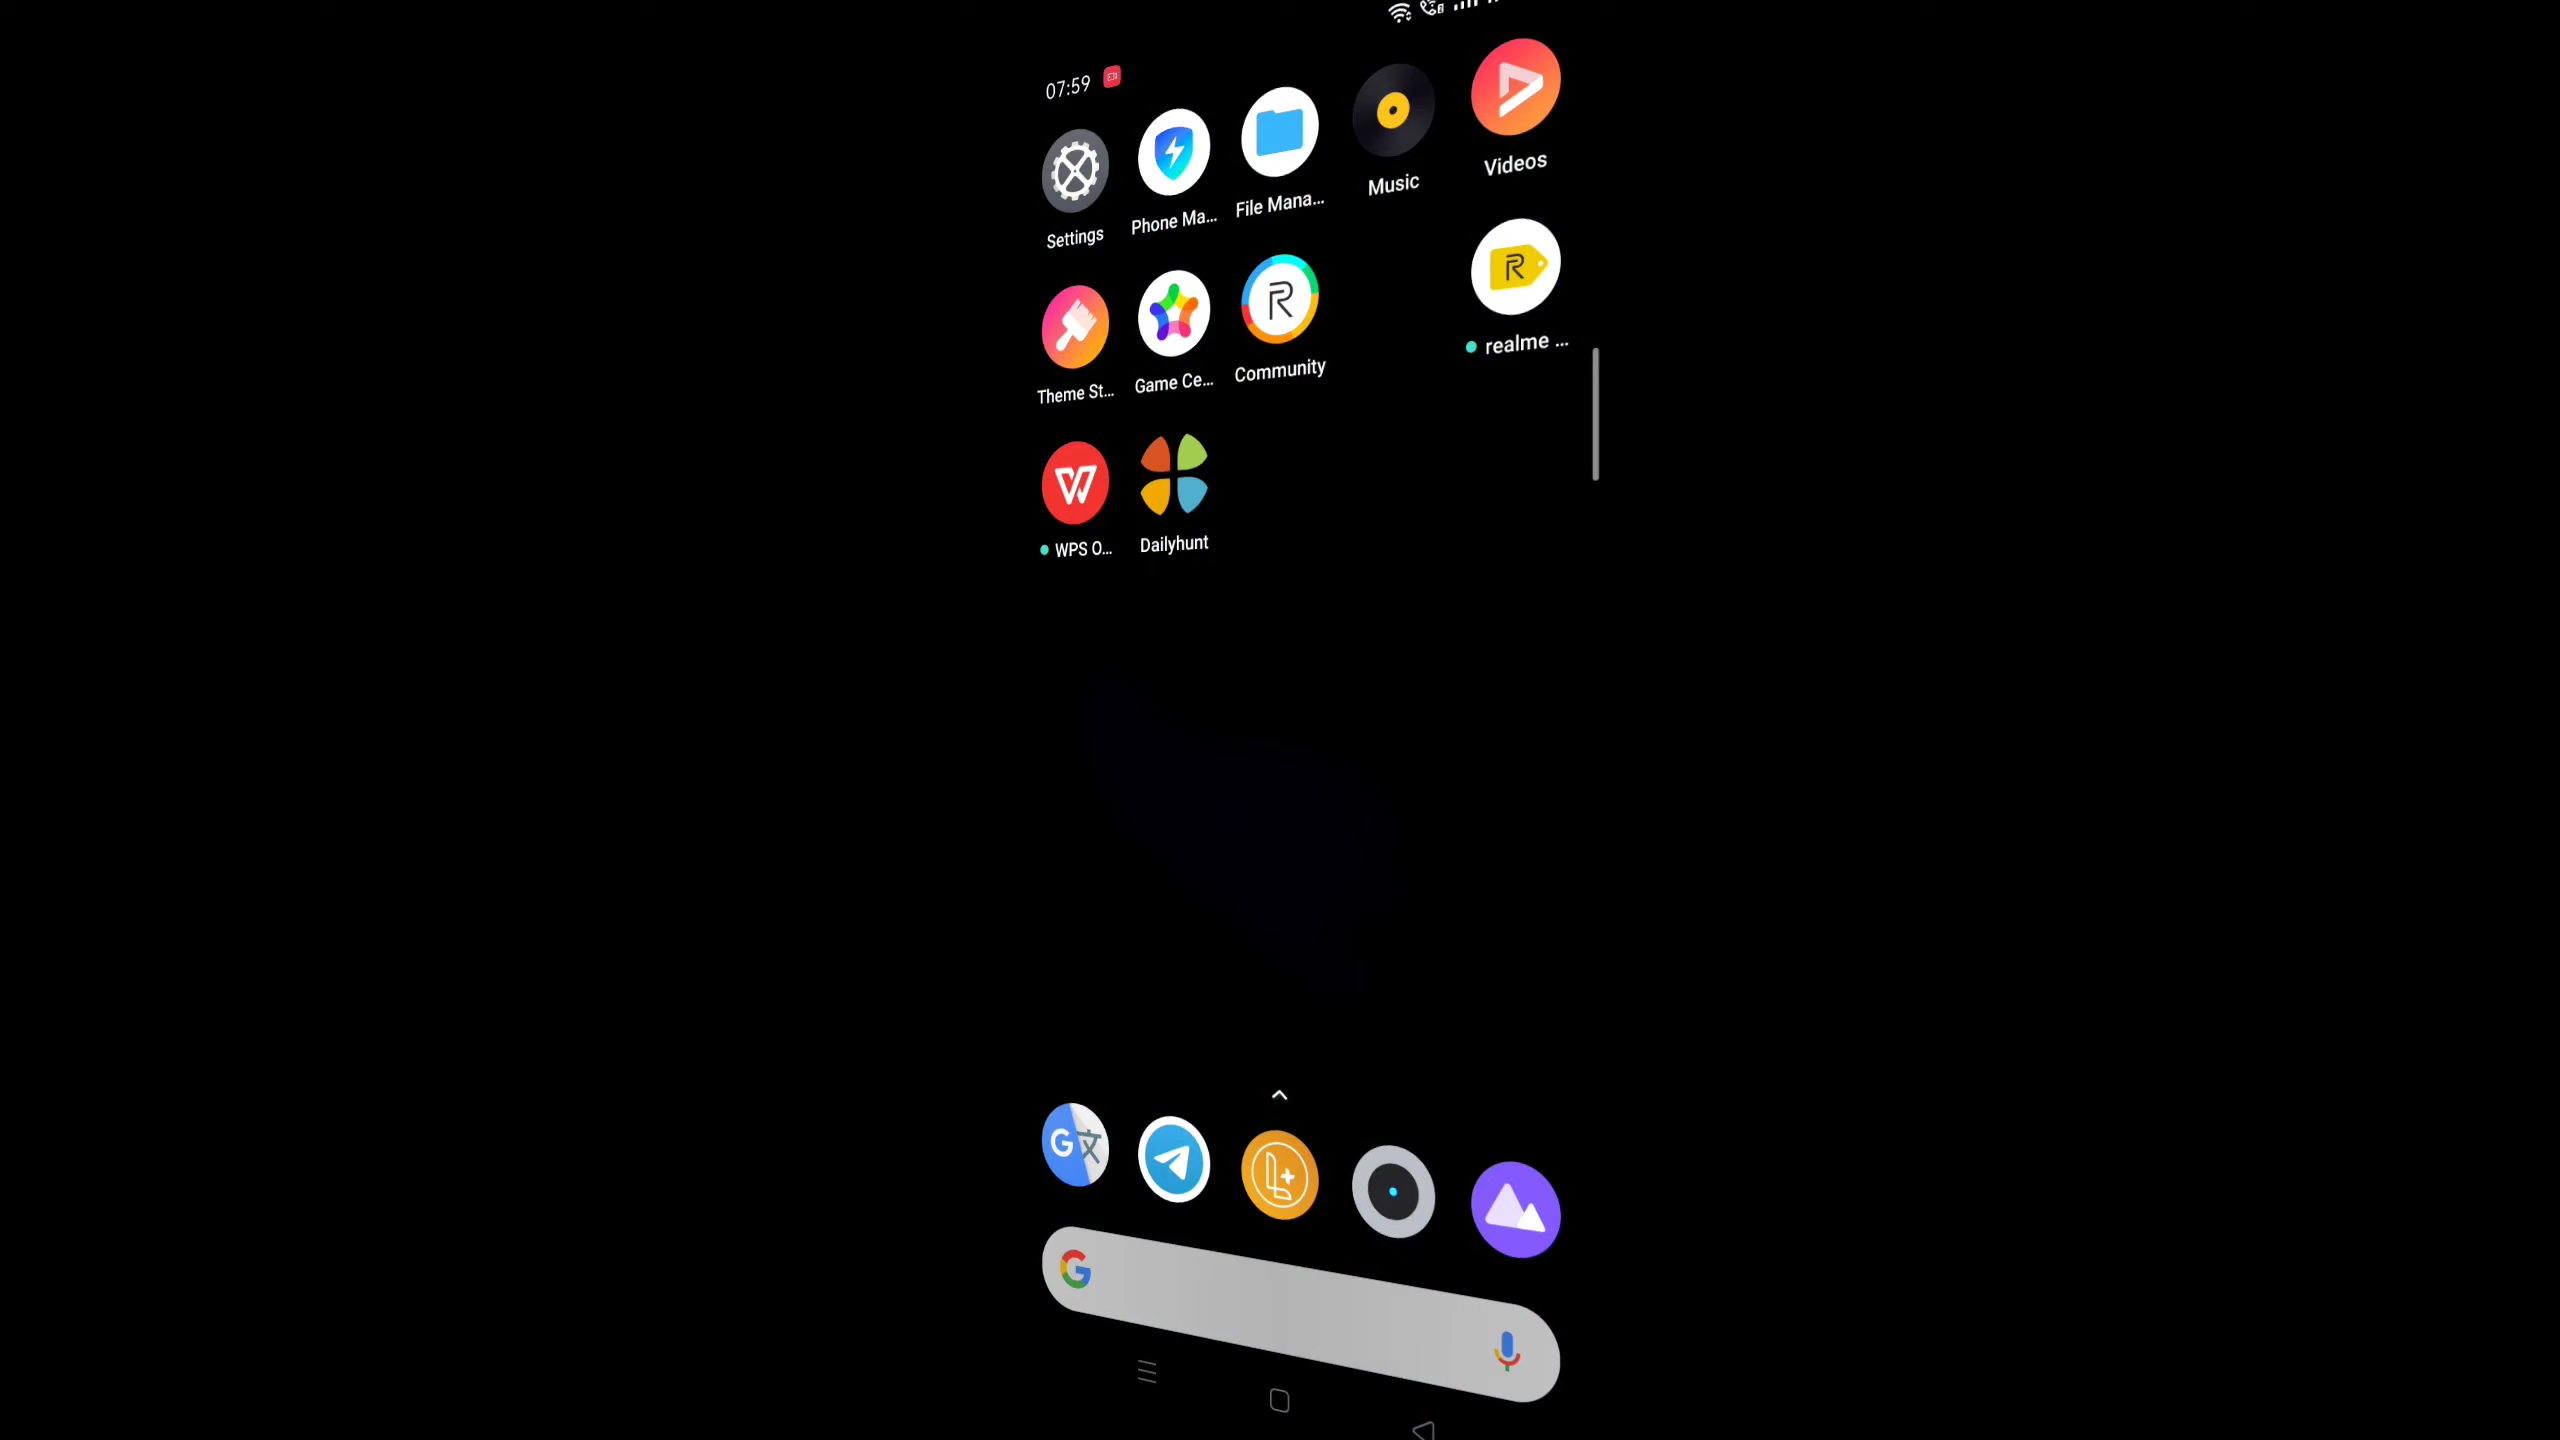 07:59
Settings
Phone Ma...
File Mana...
Music
Videos
Theme St...
Game Ce...
Community
realme ...
WPS O...
Dailyhunt